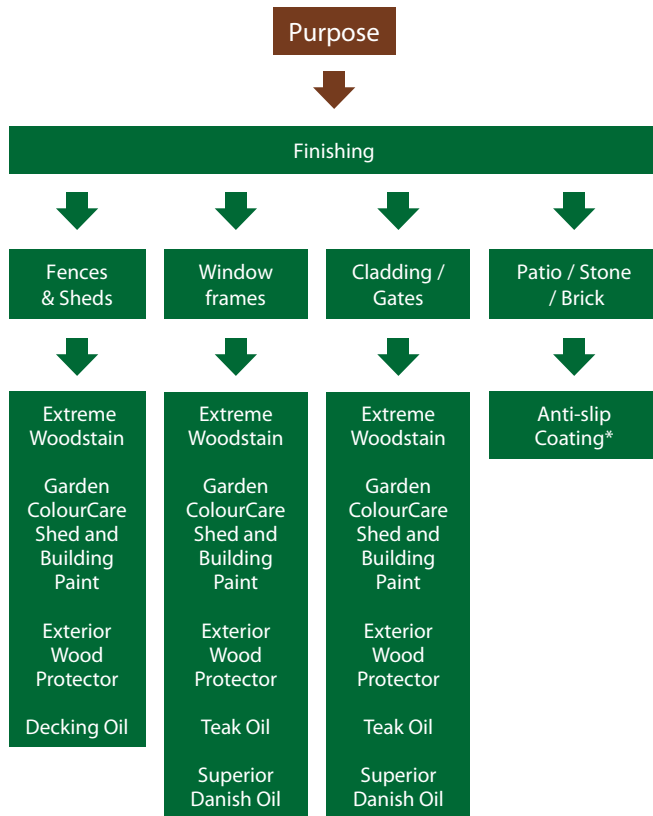 Purpose
Finishing
Fences
& Sheds
Window
frames
Cladding /
Gates
Patio / Stone
/ Brick
Extreme
Woodstain
Garden
ColourCare
Shed and
Building
Paint
Exterior
Wood
Protector
Decking Oil
Extreme
Woodstain
Garden
ColourCare
Shed and
Building
Paint
Exterior
Wood
Protector
Teak Oil
Superior
Danish Oil
Extreme
Woodstain
Garden
ColourCare
Shed and
Building
Paint
Exterior
Wood
Protector
Teak Oil
Superior
Danish Oil
Anti-slip
Coating*